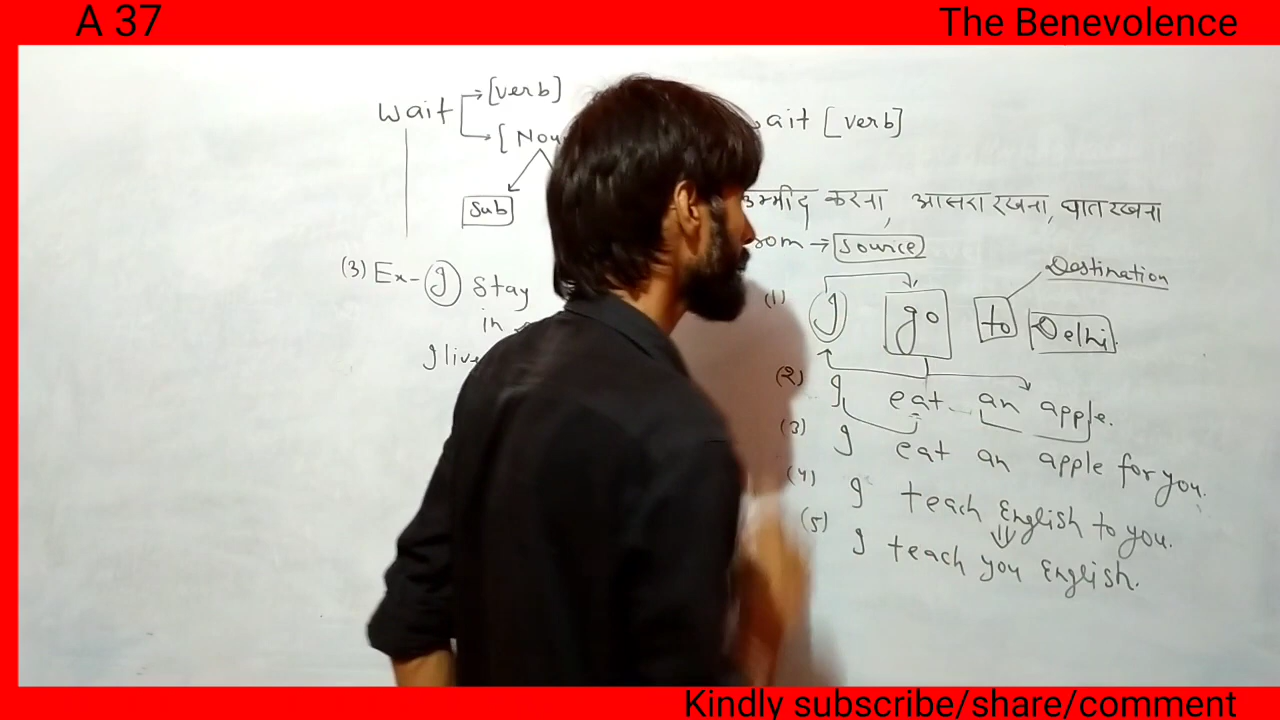 A 37
The Benevolence
wait
[verb]
[Nou
Sub
(3) Ex- I Stay
in
I live
ait [verb]
उम्मीद करना, आसरा रखना, घात रखना
rom → Source
Destination
(1) I go to Delhi.
(2) I eat an apple.
(3) I eat an apple for you.
(4) I teach English to you.
(5) I teach you English.
Kindly subscribe/share/comment